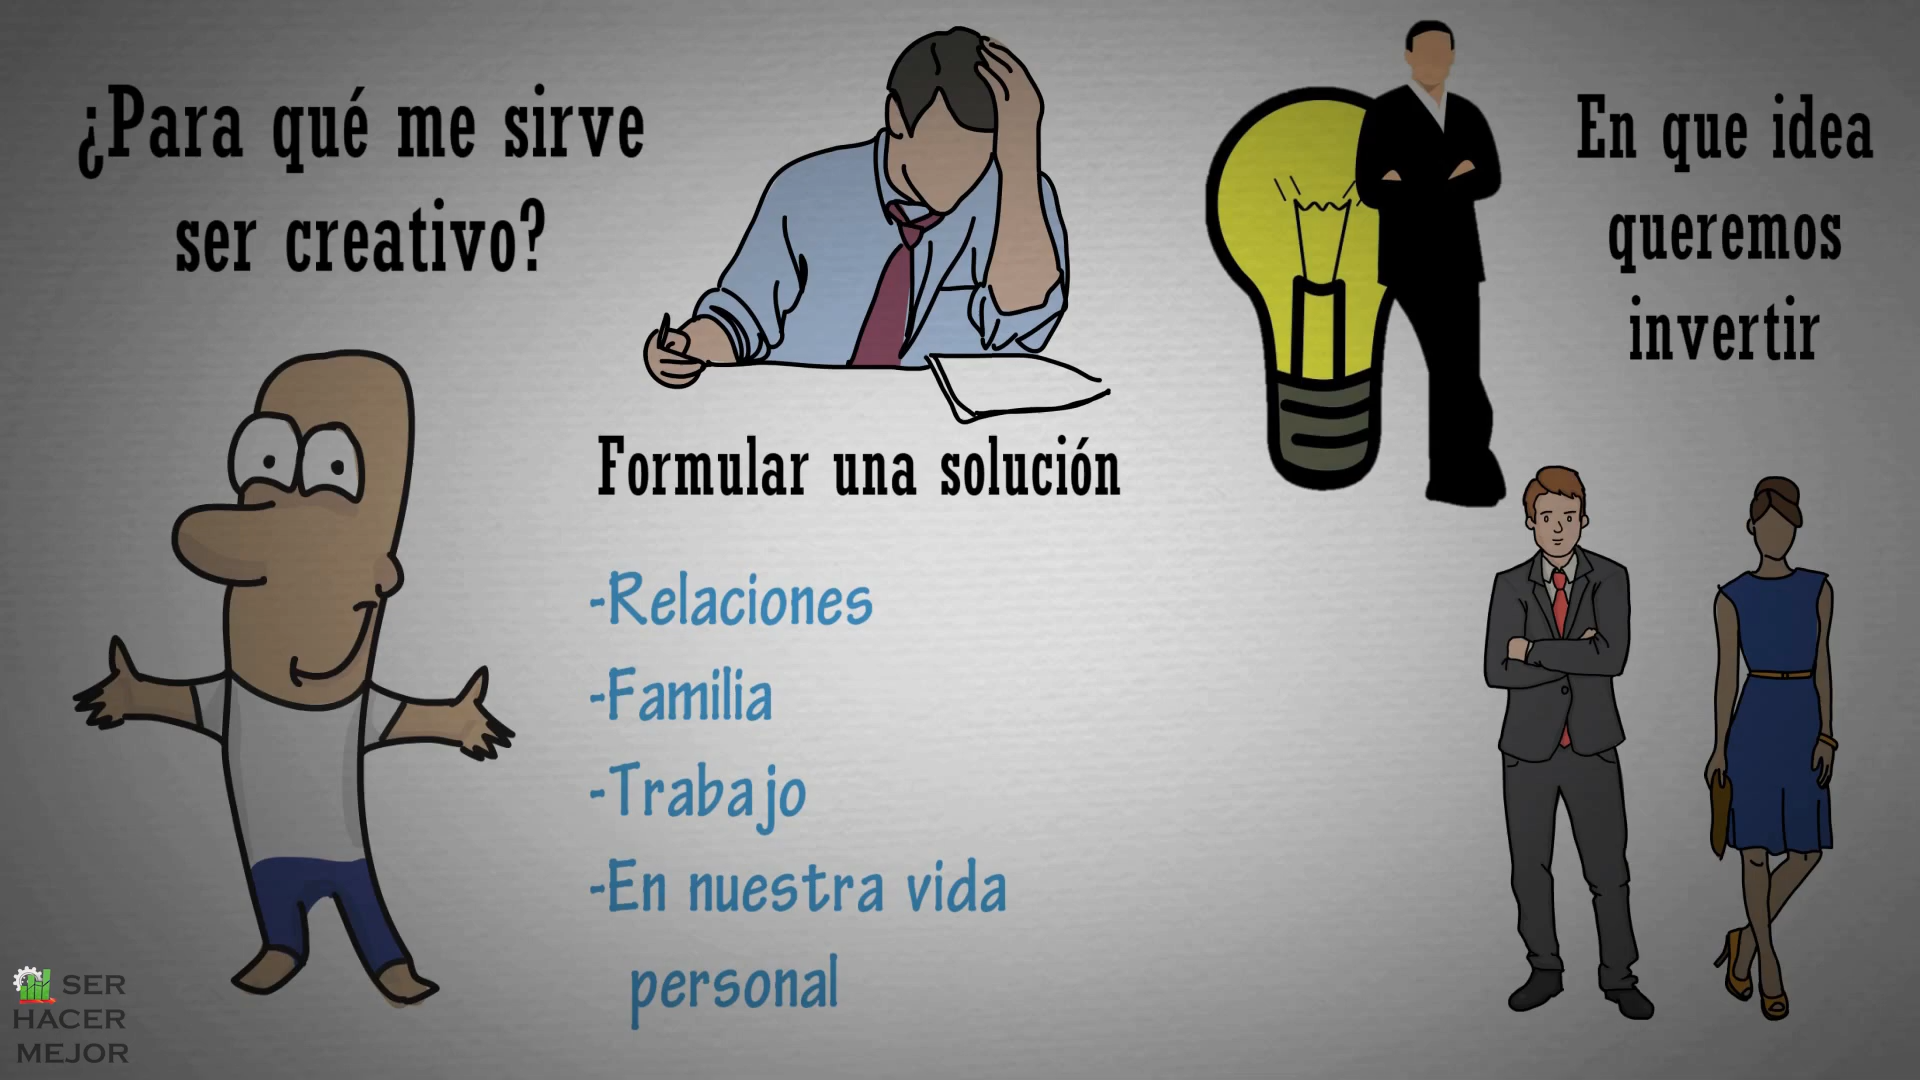 ¿Para qué me sirve
ser creativo?
Formular una solución
-Relaciones
-Familia
-Trabajo
-En nuestra vida
personal
En que idea
queremos
invertir
SER
HACER
MEJOR